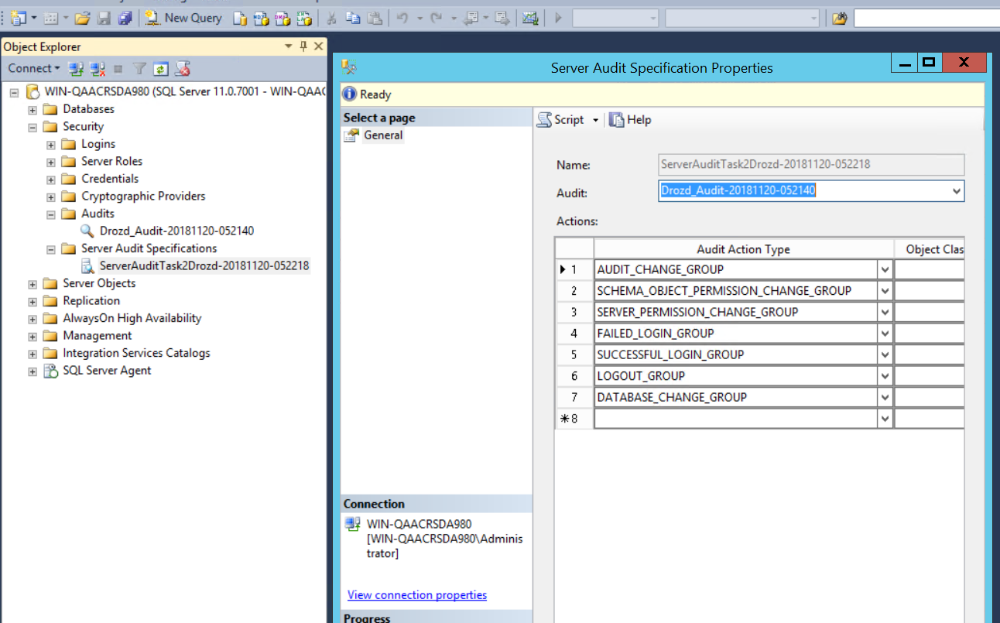 New Query
Object Explorer
Connect
WIN-QAACRSDA980 (SQL Server 11.0.7001 - WIN-QAAC
Databases
Security
Logins
Server Roles
Credentials
Cryptographic Providers
Audits
Drozd_Audit-20181120-052140
Server Audit Specifications
ServerAuditTask2Drozd-20181120-052218
Server Objects
Replication
AlwaysOn High Availability
Management
Integration Services Catalogs
SQL Server Agent
Server Audit Specification Properties
Ready
Select a page
General
Script
Help
Name:
ServerAuditTask2Drozd-20181120-052218
Audit:
Drozd_Audit-20181120-052140
Actions:
Audit Action Type Object Clas
1 AUDIT_CHANGE_GROUP
2 SCHEMA_OBJECT_PERMISSION_CHANGE_GROUP
3 SERVER_PERMISSION_CHANGE_GROUP
4 FAILED_LOGIN_GROUP
5 SUCCESSFUL_LOGIN_GROUP
6 LOGOUT_GROUP
7 DATABASE_CHANGE_GROUP
*8
Connection
WIN-QAACRSDA980
[WIN-QAACRSDA980\Adminis
trator]
View connection properties
Progress